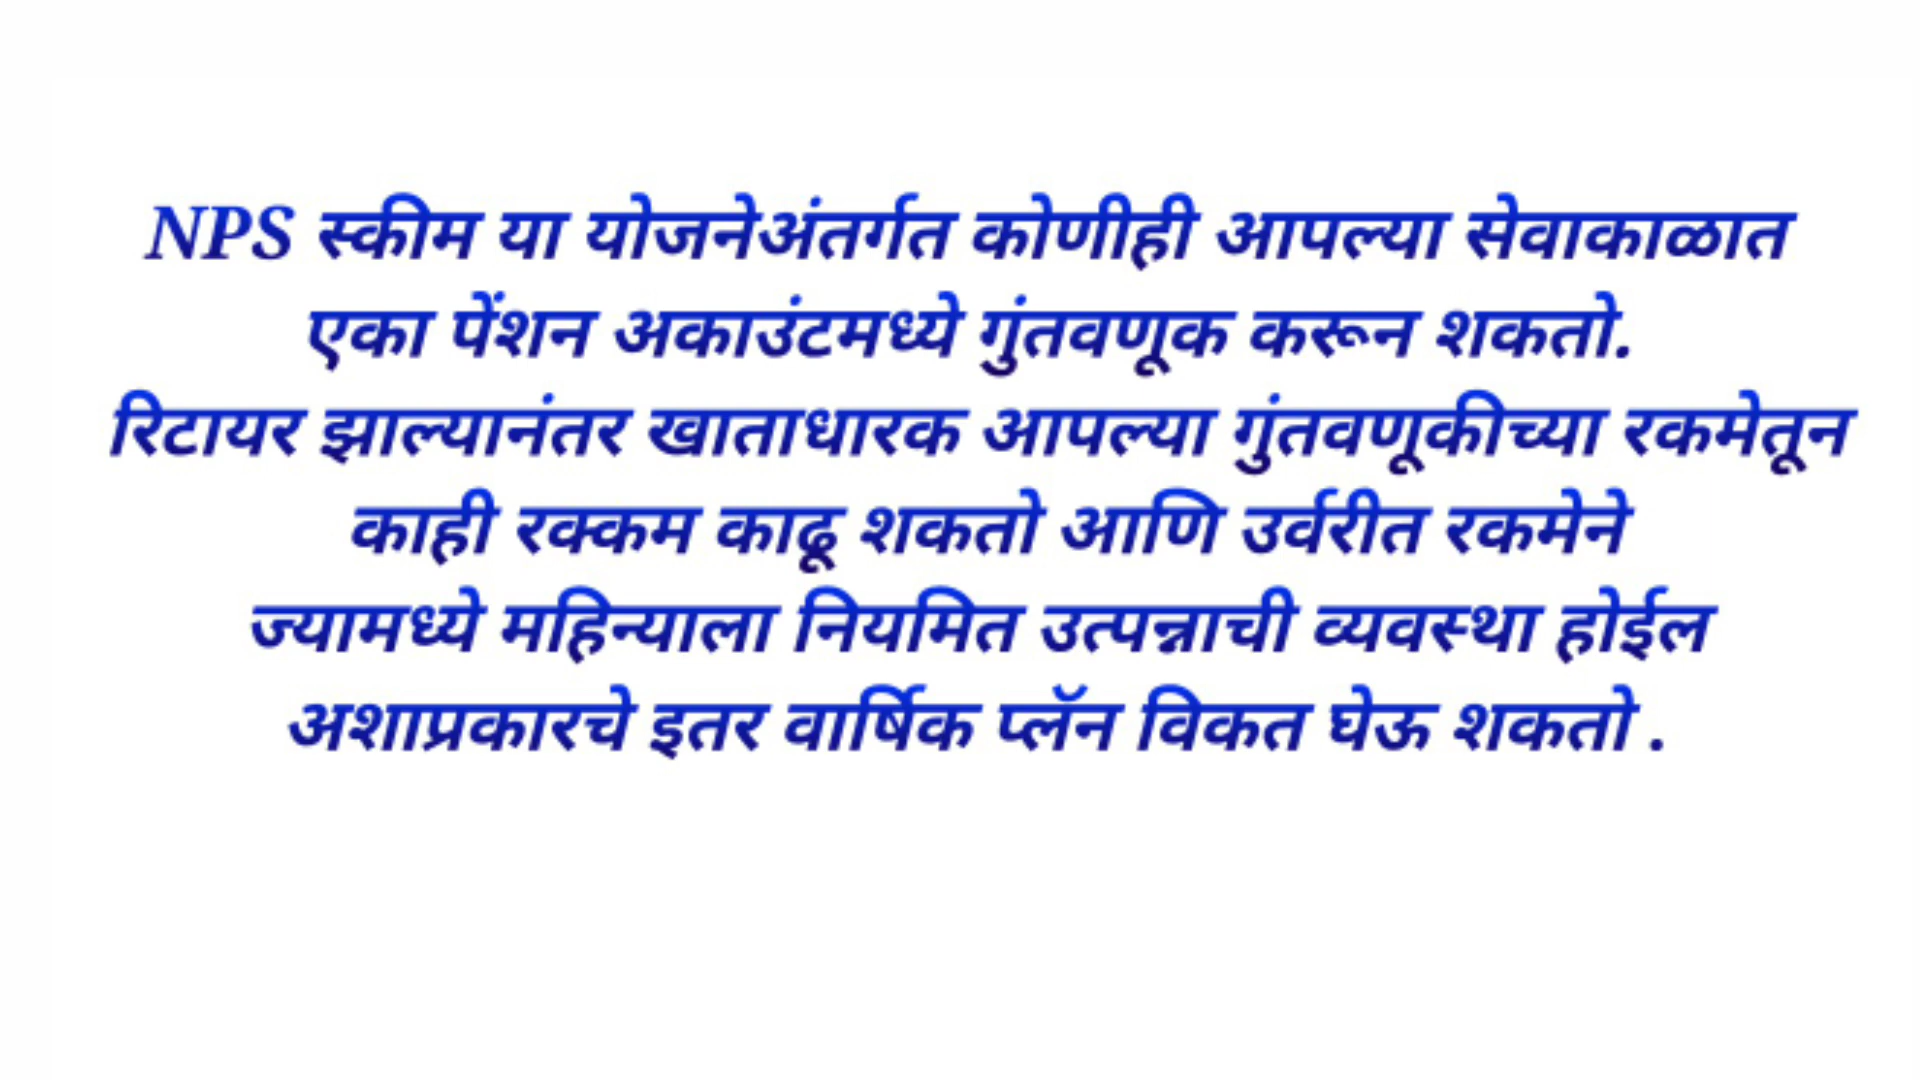 NPS स्कीम या योजनेअंतर्गत कोणीही आपल्या सेवाकाळात
एका पेंशन अकाउंटमध्ये गुंतवणूक करून शकतो.
रिटायर झाल्यानंतर खाताधारक आपल्या गुंतवणूकीच्या रकमेतून
काही रक्कम काढू शकतो आणि उर्वरीत रकमेने
ज्यामध्ये महिन्याला नियमित उत्पन्नाची व्यवस्था होईल
अशाप्रकारचे इतर वार्षिक प्लॅन विकत घेऊ शकतो .